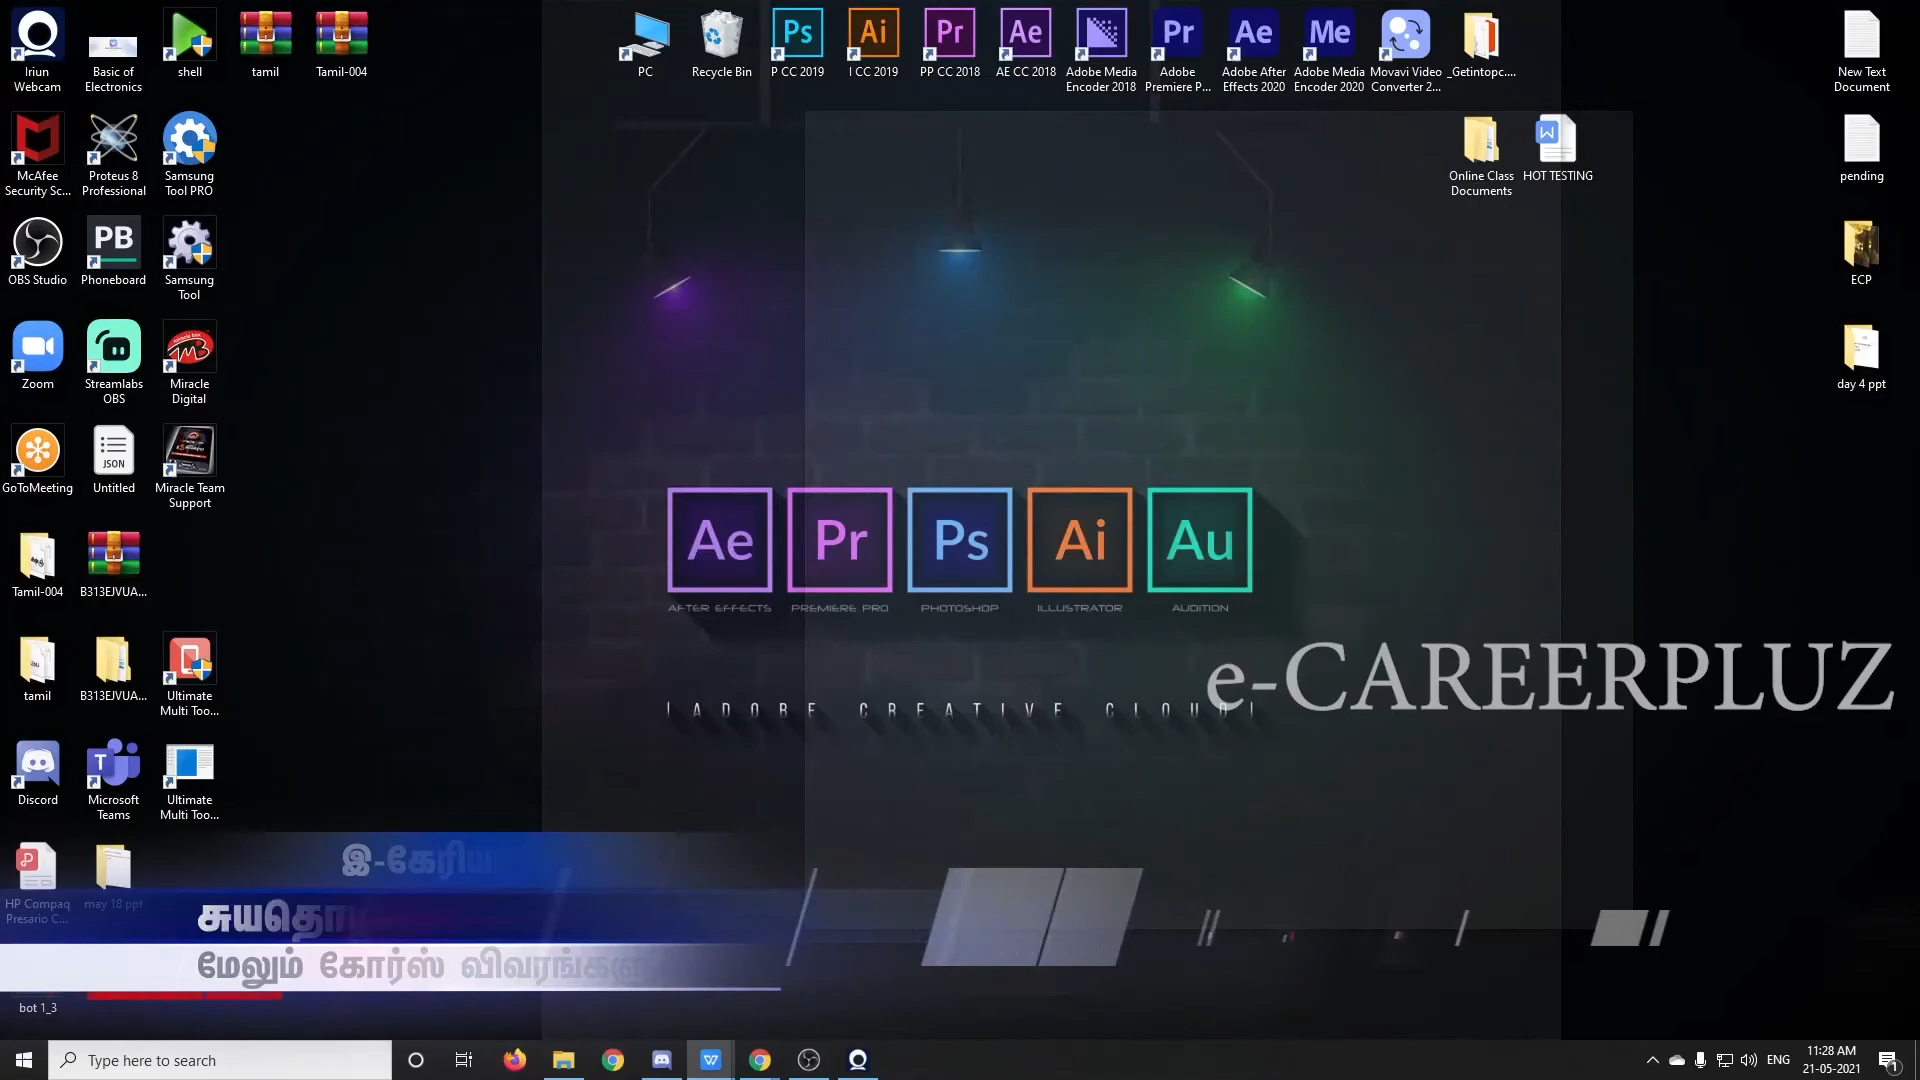 Iriun Webcam
Basic of Electronics
shell
tamil
Tamil-004
PC
Recycle Bin
P CC 2019
I CC 2019
PP CC 2018
AE CC 2018
Adobe Media Encoder 2018
Adobe Premiere P...
Adobe After Effects 2020
Adobe Media Encoder 2020
Movavi Video Converter 2...
_Getintopc....
New Text Document
McAfee Security Sc...
Proteus 8 Professional
Samsung Tool PRO
Online Class Documents
HOT TESTING
pending
OBS Studio
Phoneboard
Samsung Tool
ECP
Zoom
Streamlabs OBS
Miracle Digital
day 4 ppt
GoToMeeting
JSON
Untitled
Miracle Team Support
Tamil-004
B313EJVUA...
tamil
B313EJVUA...
Ultimate Multi Too...
Discord
Microsoft Teams
Ultimate Multi Too...
HP Compaq Presario C...
may 18 ppt
bot 1_3
Ae Pr Ps Ai Au
AFTER EFFECTS PREMIERE PRO PHOTOSHOP ILLUSTRATOR AUDITION
ADOBE CREATIVE CLOUD
e-CAREERPLUZ
இ-கேரிய
சுயதொ
மேலும் கோர்ஸ் விவரங்க
Type here to search
ENG
11:28 AM
21-05-2021